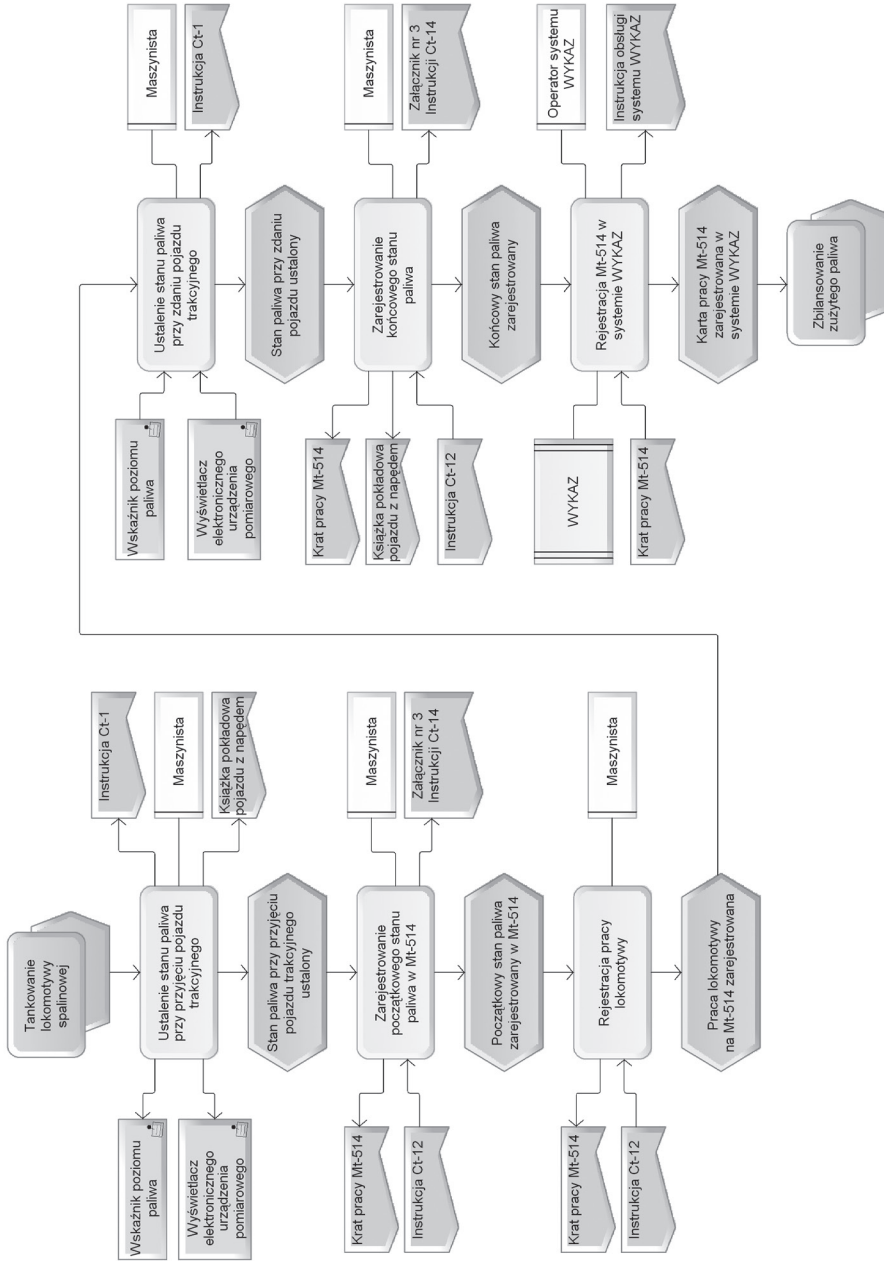 Tankowanie
lokomotywy
spalinowej
Wskaźnik poziomu
paliwa
Wyświetlacz
elektronicznego
urządzenia
pomiarowego
Ustalenie stanu paliwa
przy przyjęciu pojazdu
trakcyjnego
Instrukcja Ct-1
Maszynista
Książka pokładowa
pojazdu z napędem
Stan paliwa przy przyjęciu
pojazdu trakcyjnego
ustalony
Krat pracy Mt-514
Instrukcja Ct-12
Zarejestrowanie
początkowego stanu
paliwa w Mt-514
Maszynista
Załącznik nr 3
Instrukcji Ct-14
Początkowy stan paliwa
zarejestrowany w Mt-514
Krat pracy Mt-514
Instrukcja Ct-12
Rejestracja pracy
lokomotywy
Maszynista
Praca lokomotywy
na Mt-514 zarejestrowana
Wskaźnik poziomu
paliwa
Wyświetlacz
elektronicznego
urządzenia
pomiarowego
Ustalenie stanu paliwa
przy zdaniu pojazdu
trakcyjnego
Maszynista
Instrukcja Ct-1
Stan paliwa przy zdaniu
pojazdu ustalony
Krat pracy Mt-514
Książka pokładowa
pojazdu z napędem
Instrukcja Ct-12
Zarejestrowanie
końcowego stanu
paliwa
Maszynista
Załącznik nr 3
Instrukcji Ct-14
Końcowy stan paliwa
zarejestrowany
WYKAZ
Krat pracy Mt-514
Rejestracja Mt-514 w
systemie WYKAZ
Operator systemu
WYKAZ
Instrukcja obsługi
systemu WYKAZ
Karta pracy Mt-514
zarejestrowana w
systemie WYKAZ
Zbilansowanie
zużytego paliwa